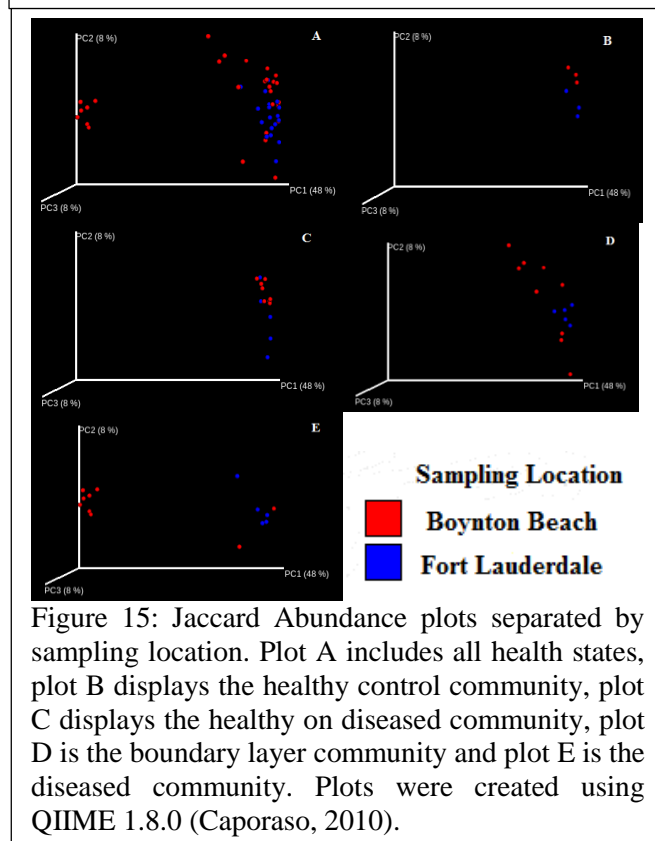 PC2 (8 %)
A
PC1 (48 %)
PC3 (8 %)
PC2 (8 %)
B
PC1 (48 %)
PC3 (8 %)
PC2 (8 %)
C
PC1 (48 %)
PC3 (8 %)
PC2 (8 %)
D
PC1 (48 %)
PC3 (8 %)
PC2 (8 %)
E
PC1 (48 %)
PC3 (8 %)
Sampling Location
Boynton Beach
Fort Lauderdale
Figure 15: Jaccard Abundance plots separated by
sampling location. Plot A includes all health states,
plot B displays the healthy control community, plot
C displays the healthy on diseased community, plot
D is the boundary layer community and plot E is the
diseased community. Plots were created using
QIIME 1.8.0 (Caporaso, 2010).